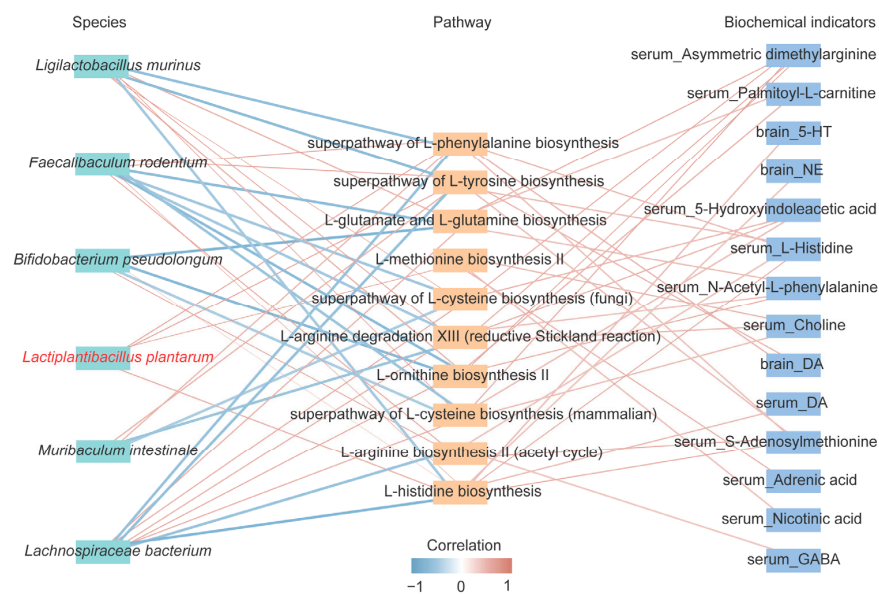 Species
Pathway
Biochemical indicators
Ligilactobacillus murinus
Faecalibaculum rodentium
Bifidobacterium pseudolongum
Lactiplantibacillus plantarum
Muribaculum intestinale
Lachnospiraceae bacterium
superpathway of L-phenylalanine biosynthesis
superpathway of L-tyrosine biosynthesis
L-glutamate and L-glutamine biosynthesis
L-methionine biosynthesis II
superpathway of L-cysteine biosynthesis (fungi)
L-arginine degradation XIII (reductive Stickland reaction)
L-ornithine biosynthesis II
superpathway of L-cysteine biosynthesis (mammalian)
L-arginine biosynthesis II (acetyl cycle)
L-histidine biosynthesis
serum_Asymmetric dimethylarginine
serum_Palmitoyl-L-carnitine
brain_5-HT
brain_NE
serum_5-Hydroxyindoleacetic acid
serum_L-Histidine
serum_N-Acetyl-L-phenylalanine
serum_Choline
brain_DA
serum_DA
serum_S-Adenosylmethionine
serum_Adrenic acid
serum_Nicotinic acid
serum_GABA
Correlation
−1 0 1